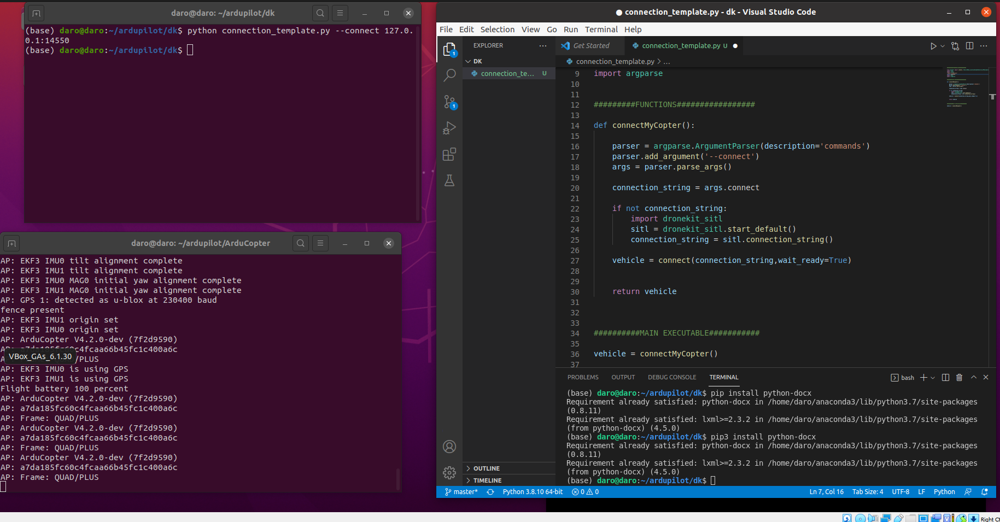 daro@daro: ~/ardupilot/dk
(base) daro@daro:~/ardupilot/dk$ python connection_template.py --connect 127.0.
0.1:14550
(base) daro@daro:~/ardupilot/dk$
daro@daro: ~/ardupilot/ArduCopter
AP: EKF3 IMU0 tilt alignment complete
AP: EKF3 IMU1 tilt alignment complete
AP: EKF3 IMU0 MAG0 initial yaw alignment complete
AP: EKF3 IMU1 MAG0 initial yaw alignment complete
AP: GPS 1: detected as u-blox at 230400 baud
fence present
AP: EKF3 IMU1 origin set
AP: EKF3 IMU0 origin set
AP: ArduCopter V4.2.0-dev (7f2d9590)
AP: a7da185fc60c4fcaa66b45fc1c400a6c
VBox_GAs_6.1.30
/PLUS
AP: EKF3 IMU0 is using GPS
AP: EKF3 IMU1 is using GPS
Flight battery 100 percent
AP: ArduCopter V4.2.0-dev (7f2d9590)
AP: a7da185fc60c4fcaa66b45fc1c400a6c
AP: Frame: QUAD/PLUS
AP: ArduCopter V4.2.0-dev (7f2d9590)
AP: a7da185fc60c4fcaa66b45fc1c400a6c
AP: Frame: QUAD/PLUS
AP: ArduCopter V4.2.0-dev (7f2d9590)
AP: a7da185fc60c4fcaa66b45fc1c400a6c
AP: Frame: QUAD/PLUS
● connection_template.py - dk - Visual Studio Code
File Edit Selection View Go Run Terminal Help
EXPLORER ···
DK
connection_te... U
OUTLINE
TIMELINE
1
1
Get Started connection_template.py U ●
connection_template.py > ...
9 import argparse
10
11
12 #########FUNCTIONS#################
13
14 def connectMyCopter():
15
16 parser = argparse.ArgumentParser(description='commands')
17 parser.add_argument('--connect')
18 args = parser.parse_args()
19
20 connection_string = args.connect
21
22 if not connection_string:
23 import dronekit_sitl
24 sitl = dronekit_sitl.start_default()
25 connection_string = sitl.connection_string()
26
27 vehicle = connect(connection_string,wait_ready=True)
28
29
30 return vehicle
31
32
33
34 ##########MAIN EXECUTABLE###########
35
36 vehicle = connectMyCopter()
37
PROBLEMS OUTPUT DEBUG CONSOLE TERMINAL bash
(base) daro@daro:~/ardupilot/dk$ pip install python-docx
Requirement already satisfied: python-docx in /home/daro/anaconda3/lib/python3.7/site-packages
(0.8.11)
Requirement already satisfied: lxml>=2.3.2 in /home/daro/anaconda3/lib/python3.7/site-packages
(from python-docx) (4.5.0)
(base) daro@daro:~/ardupilot/dk$ pip3 install python-docx
Requirement already satisfied: python-docx in /home/daro/anaconda3/lib/python3.7/site-packages
(0.8.11)
Requirement already satisfied: lxml>=2.3.2 in /home/daro/anaconda3/lib/python3.7/site-packages
(from python-docx) (4.5.0)
(base) daro@daro:~/ardupilot/dk$
master* Python 3.8.10 64-bit 0 0 Ln 7, Col 16 Tab Size: 4 UTF-8 LF Python
Right